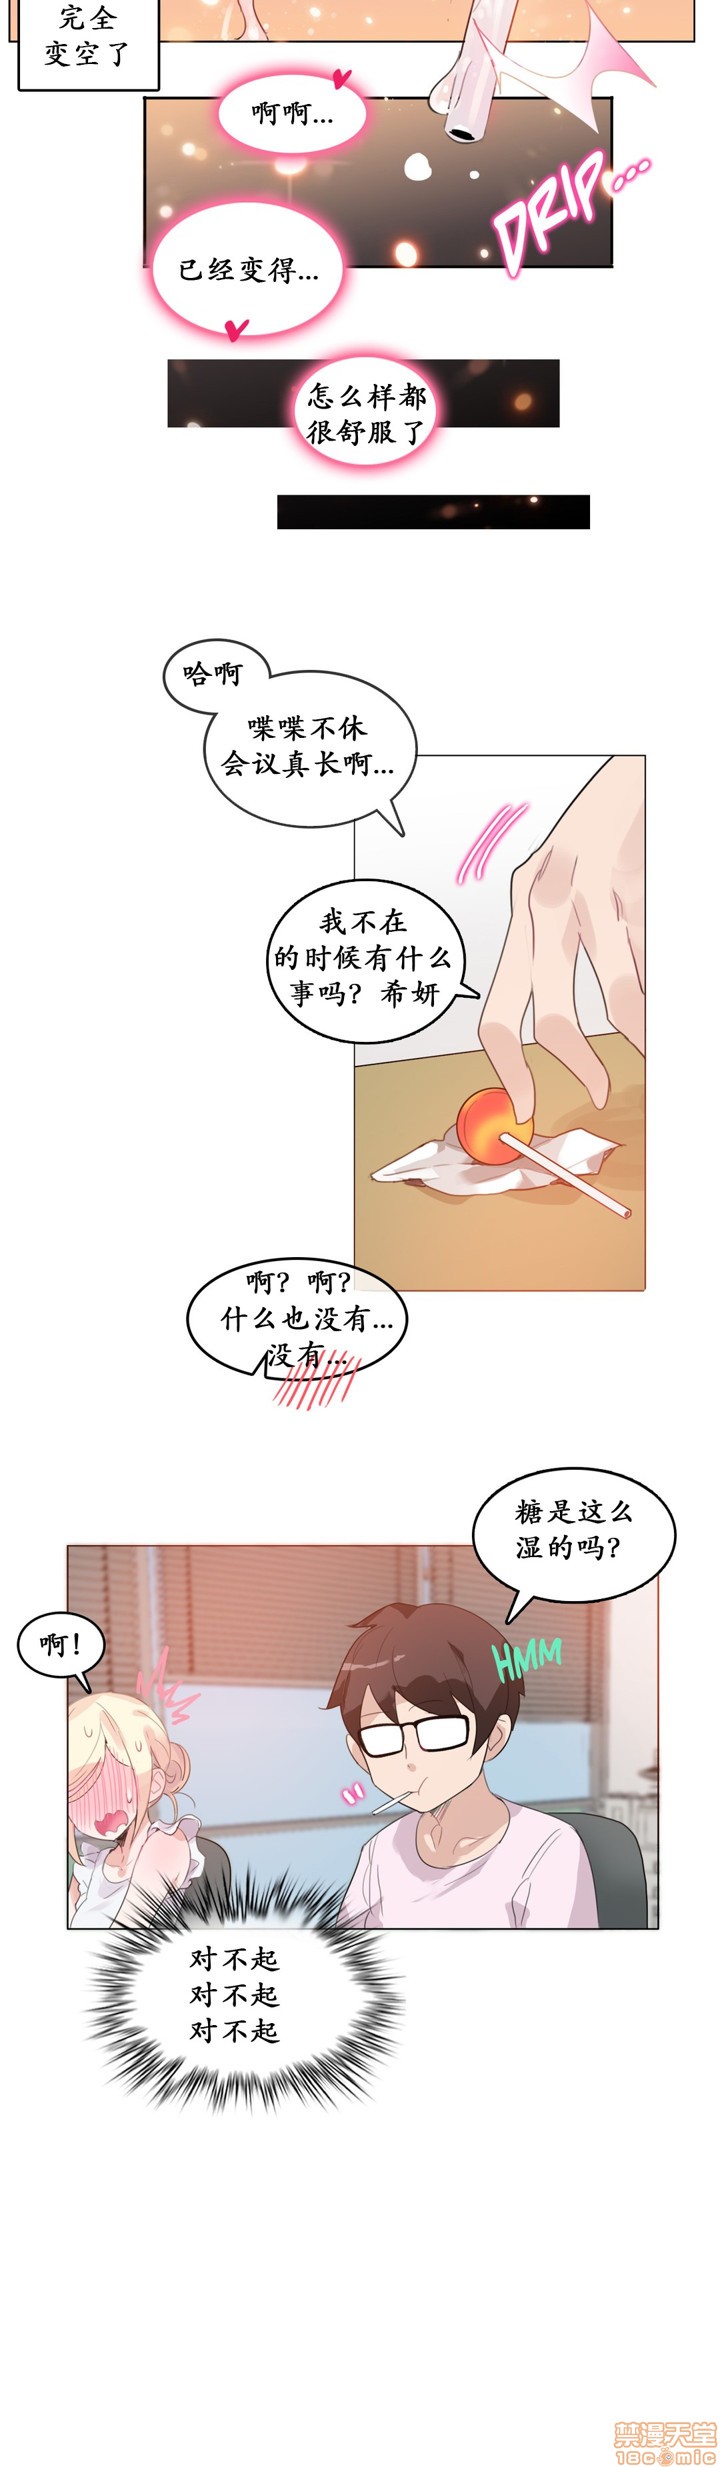 完全
变空了
啊啊...
DRIP...
已经变得...
怎么样都
很舒服了
哈啊
喋喋不休
会议真长啊...
我不在
的时候有什么
事吗? 希妍
啊? 啊?
什么也没有...
没有...
糖是这么
湿的吗?
啊!
HMM
对不起
对不起
对不起
禁漫天堂
18comic